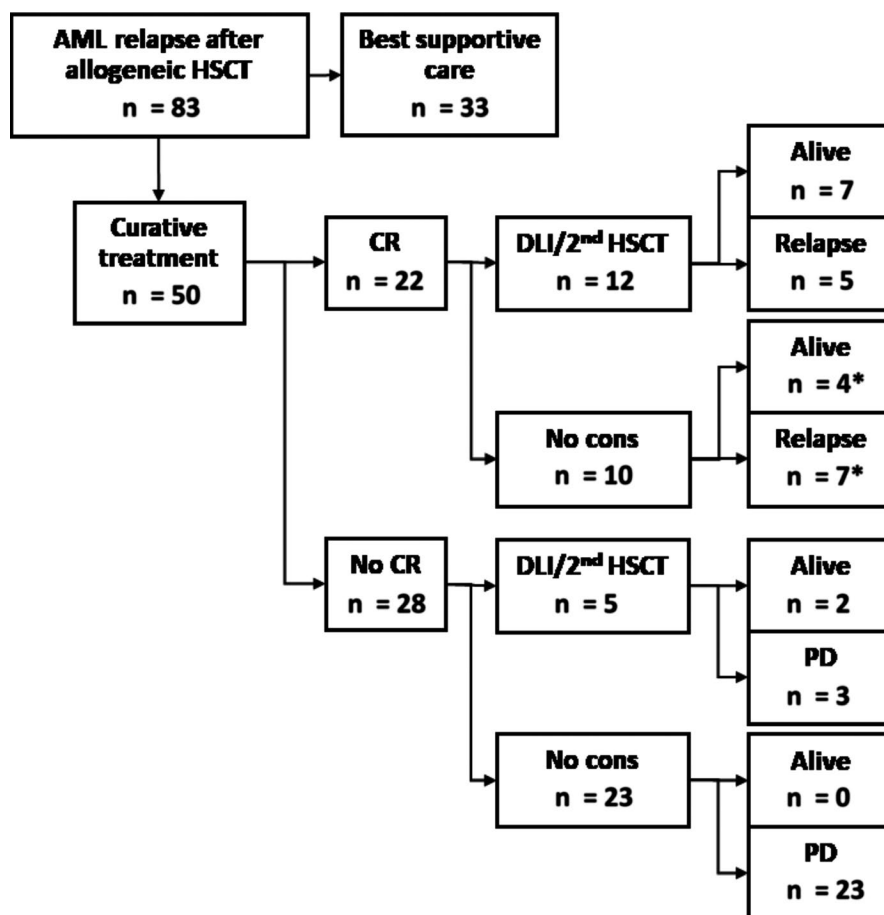 AML relapse after
allogeneic HSCT
n = 83
Best supportive
care
n = 33
Curative
treatment
n = 50
CR
n = 22
DLI/2nd HSCT
n = 12
Alive
n = 7
Relapse
n = 5
No cons
n = 10
Alive
n = 4*
Relapse
n = 7*
No CR
n = 28
DLI/2nd HSCT
n = 5
Alive
n = 2
PD
n = 3
No cons
n = 23
Alive
n = 0
PD
n = 23